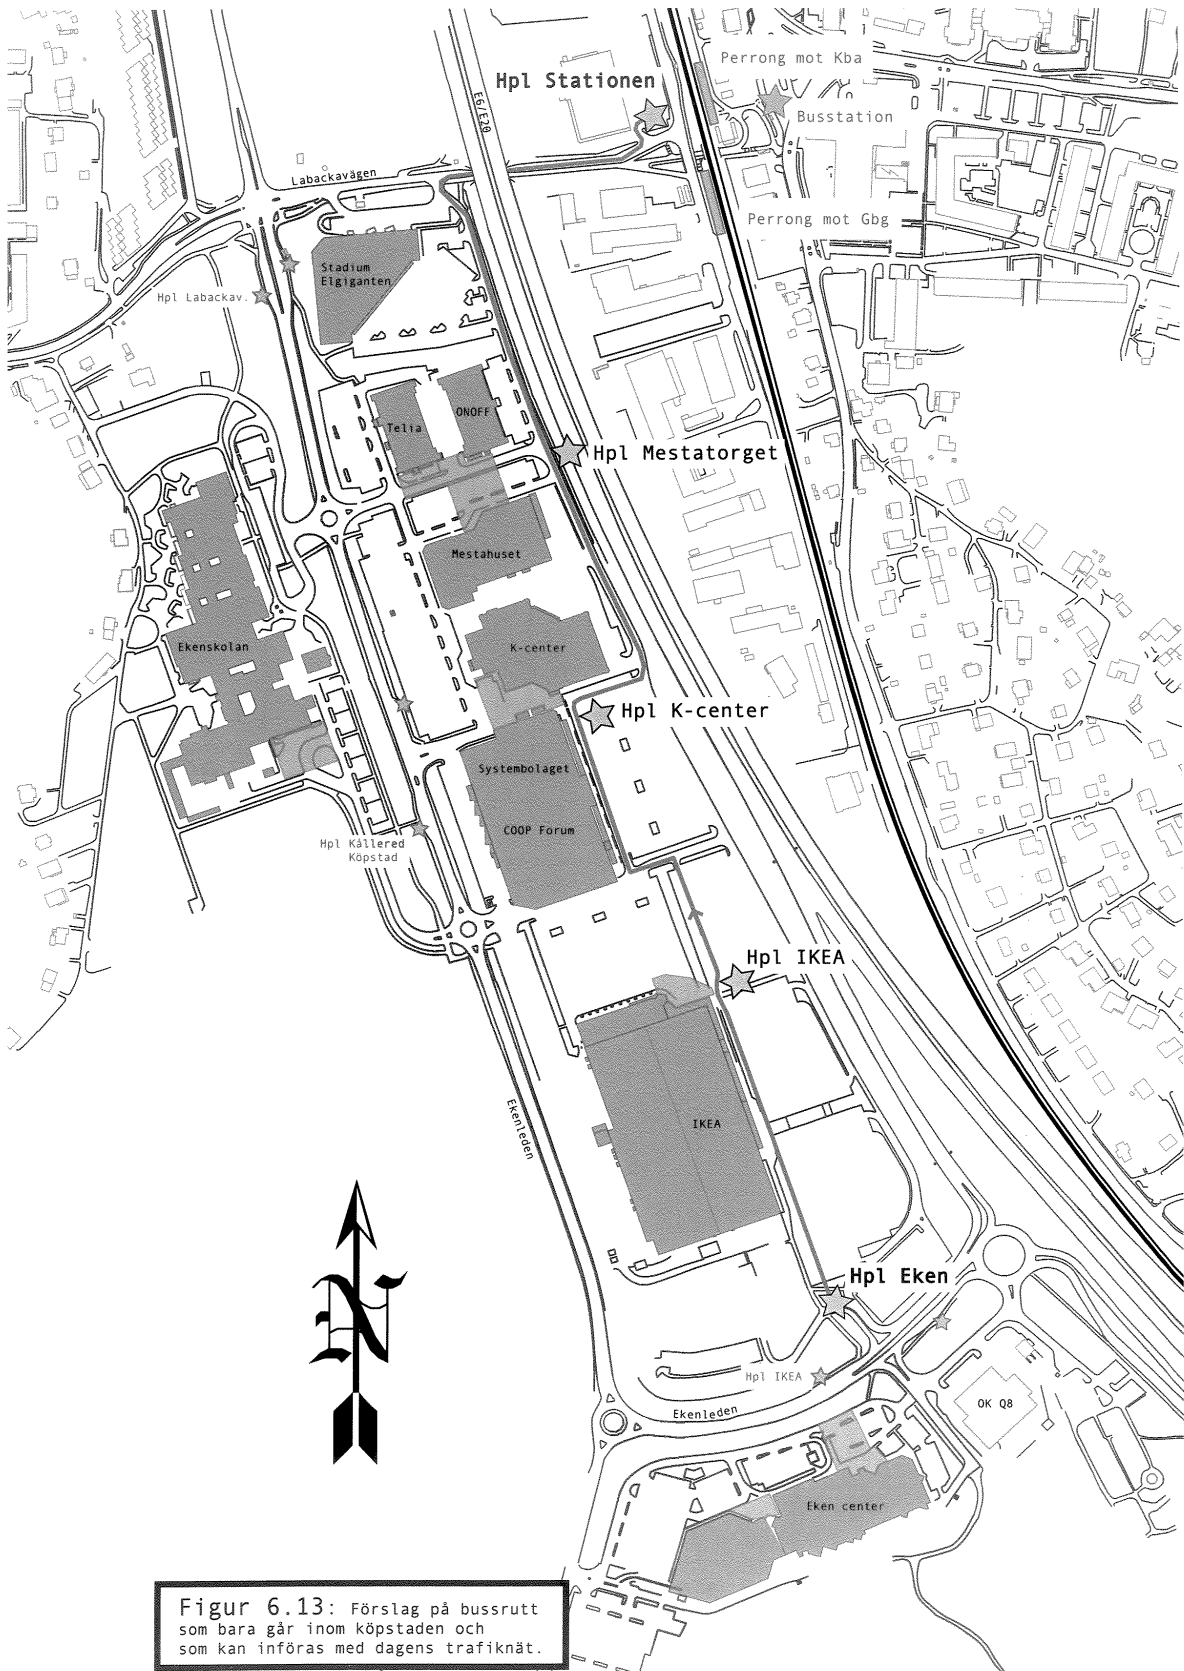 Perrong mot Kba
Hpl Stationen
Busstation
E6/E20
Labackavägen
Perrong mot Gbg
Stadium
Elgiganten
Hpl Labackav.
ONOFF
Telia
Hpl Mestatorget
Mestahuset
Ekenskolan
K-center
Hpl K-center
Systembolaget
COOP Forum
Hpl Kållered
Köpstad
Hpl IKEA
Ekenleden
IKEA
N
Hpl Eken
Hpl IKEA
Ekenleden
OK Q8
Eken center
Figur 6.13: Förslag på bussrutt
som bara går inom köpstaden och
som kan införas med dagens trafiknät.